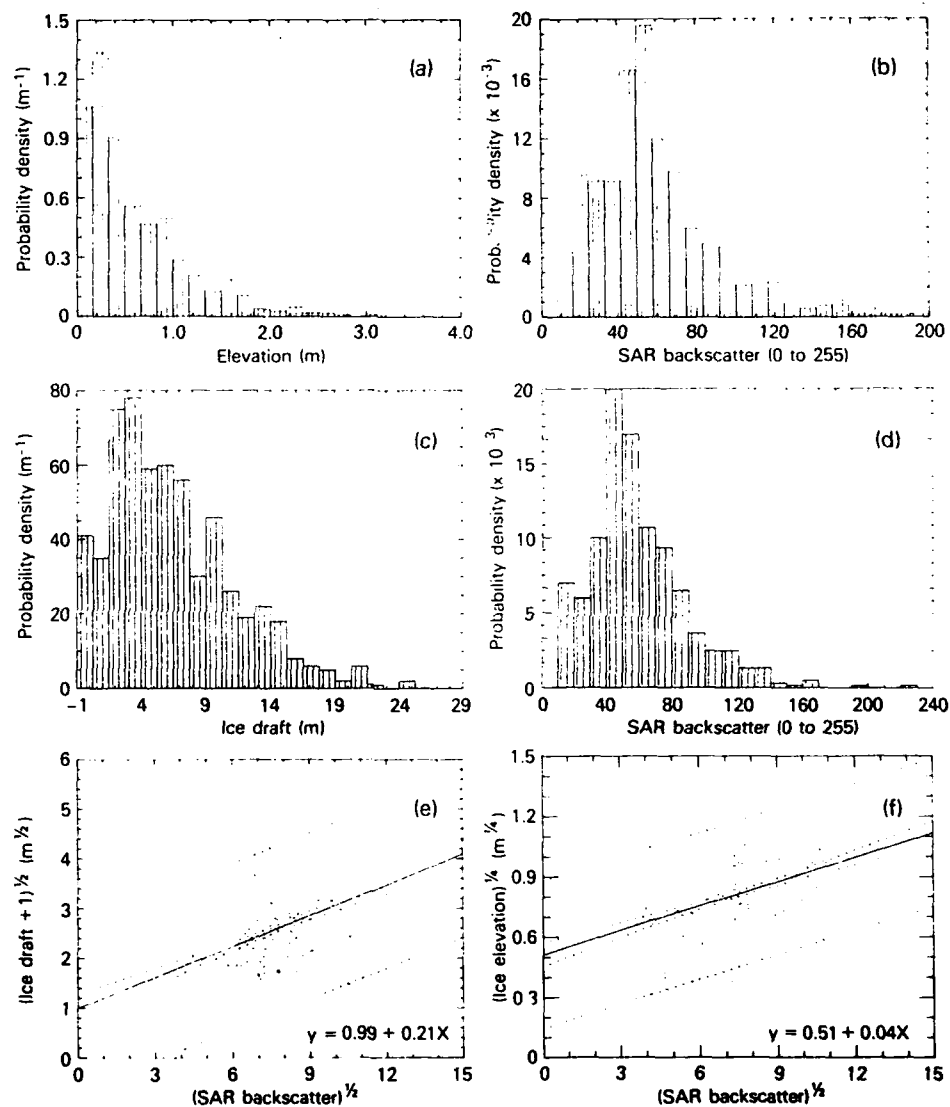 (a)
Probability density (m⁻¹)
1.5
1.2
0.9
0.6
0.3
0
0 1.0 2.0 3.0 4.0
Elevation (m)
(b)
Prob. ity density (x 10⁻³)
20
16
12
8
4
0
0 40 80 120 160 200
SAR backscatter (0 to 255)
(c)
Probability density (m⁻¹)
80
60
40
20
0
−1 4 9 14 24 29
Ice draft (m)
(d)
Probability density (x 10⁻³)
20
15
10
5
0
0 40 80 120 160 200 240
SAR backscatter (0 to 255)
(e)
(Ice draft + 1)^½ (m^½)
6
5
4
3
2
1
0
0 3 6 9 12 15
y = 0.99 + 0.21X
(SAR backscatter)^½
(f)
(Ice elevation)^¼ (m^¼)
1.5
1.2
0.9
0.6
0 3
0
0 3 6 9 12 15
y = 0.51 + 0.04X
(SAR backscatter)^½